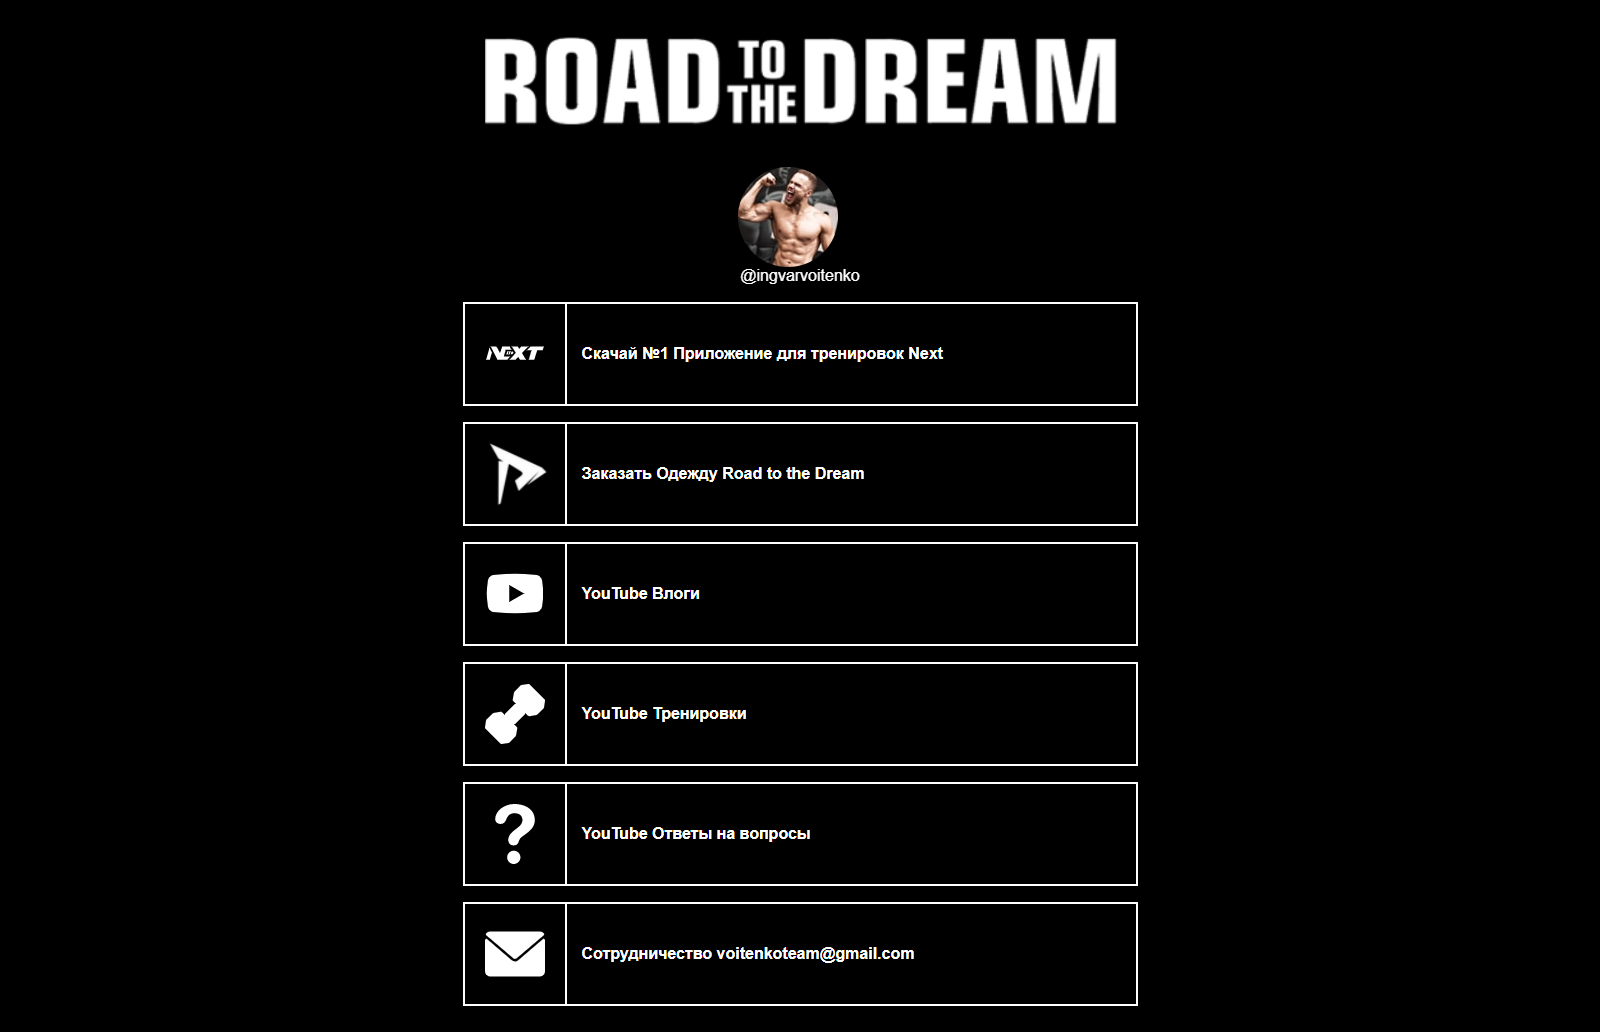 ROAD TO THE DREAM
@ingvarvoitenko
NEXT
Скачай №1 Приложение для тренировок Next
Заказать Одежду Road to the Dream
YouTube Влоги
YouTube Тренировки
?
YouTube Ответы на вопросы
Сотрудничество voitenkoteam@gmail.com